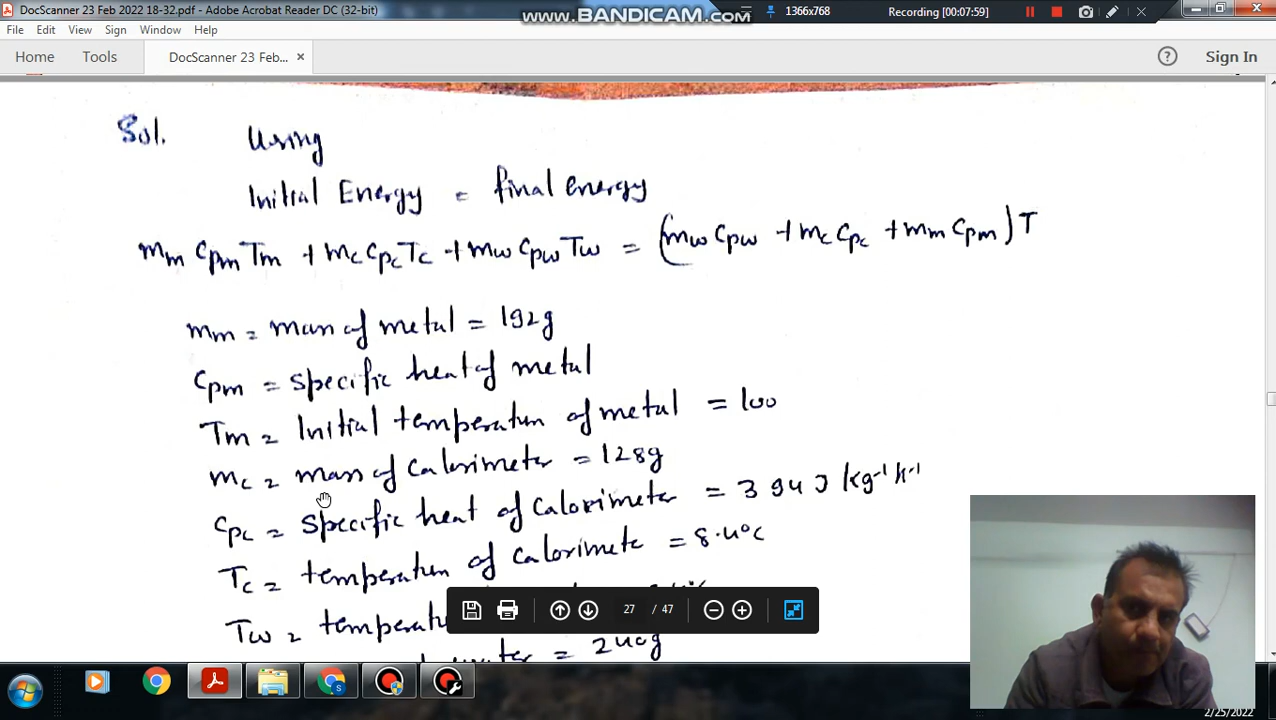 DocScanner 23 Feb 2022 18-32.pdf - Adobe Acrobat Reader DC (32-bit)
www.BANDICAM.com
1366x768
Recording [00:07:59]
File Edit View Sign Window Help
Home Tools DocScanner 23 Feb... × ? Sign In
Sol. Using
Initial Energy = final energy
mm Cpm Tm + mc Cpc Tc + mw Cpw Tw = (mw Cpw + mc Cpc + mm Cpm) T
mm = mass of metal = 192g
Cpm = specific heat of metal
Tm = Initial temperature of metal = 100
mc = mass of Calorimeter = 128g
Cpc = specific heat of Calorimeter = 394 J kg-1 k-1
Tc = temperature of Calorimete = 8.4°C
Tw =
= 240g
27 / 47
2/25/2022